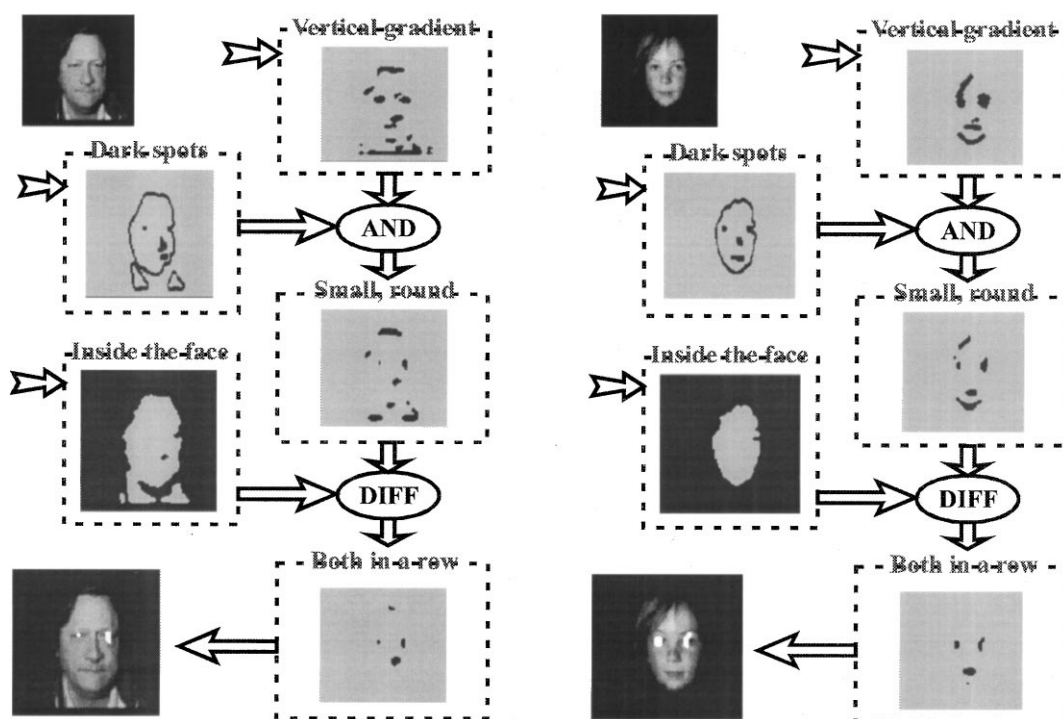 Vertical-gradient
Dark-spots
AND
Small, round
Inside-the-face
DIFF
Both in-a-row
Vertical-gradient
Dark-spots
AND
Small, round
Inside-the-face
DIFF
Both in-a-row